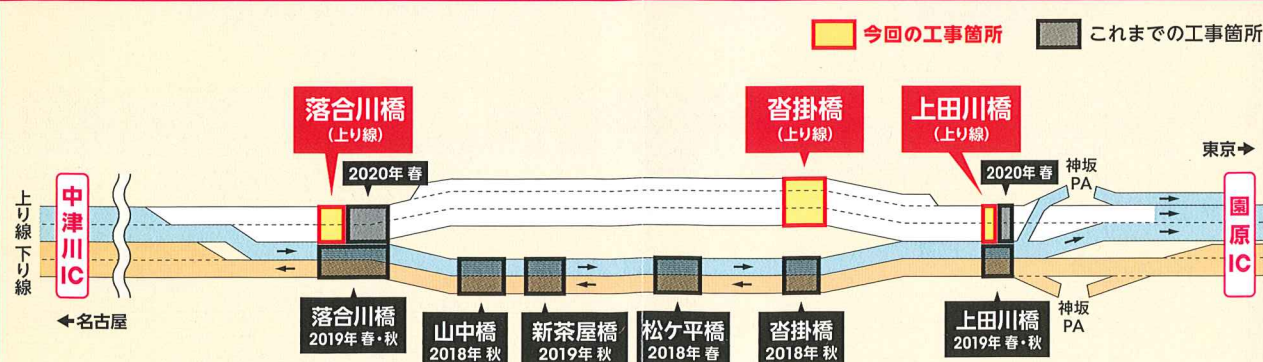 今回の工事箇所
これまでの工事箇所
落合川橋
(上り線)
沓掛橋
(上り線)
上田川橋
(上り線)
東京→
2020年 春
2020年 春
神坂
PA
上り線
下り線
中津川IC
園原IC
←名古屋
落合川橋
2019年 春・秋
山中橋
2018年 秋
新茶屋橋
2019年 秋
松ケ平橋
2018年 春
沓掛橋
2018年 秋
上田川橋
2019年 春・秋
神坂
PA